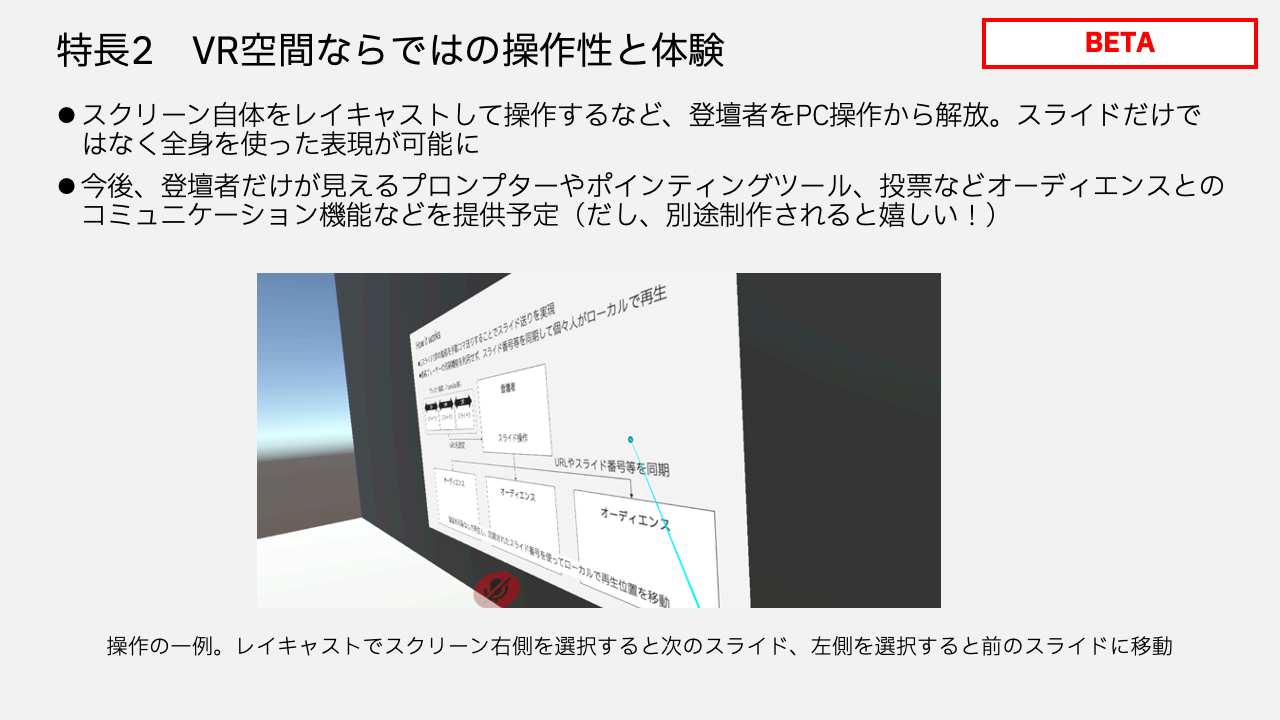 特長2　VR空間ならではの操作性と体験
BETA
●スクリーン自体をレイキャストして操作するなど、登壇者をPC操作から解放。スライドだけで
はなく全身を使った表現が可能に
●今後、登壇者だけが見えるプロンプターやポインティングツール、投票などオーディエンスとの
コミュニケーション機能などを提供予定（だし、別途制作されると嬉しい！）
How it works
することでスライド送りを実現
スライド番号等を同期して個々人がローカルで再生
登壇者
スライド操作
URLやスライド番号等を同期
オーディエンス
オーディエンス
オーディエンス
スライド番号を使ってローカルで再生位置を移動
操作の一例。レイキャストでスクリーン右側を選択すると次のスライド、左側を選択すると前のスライドに移動